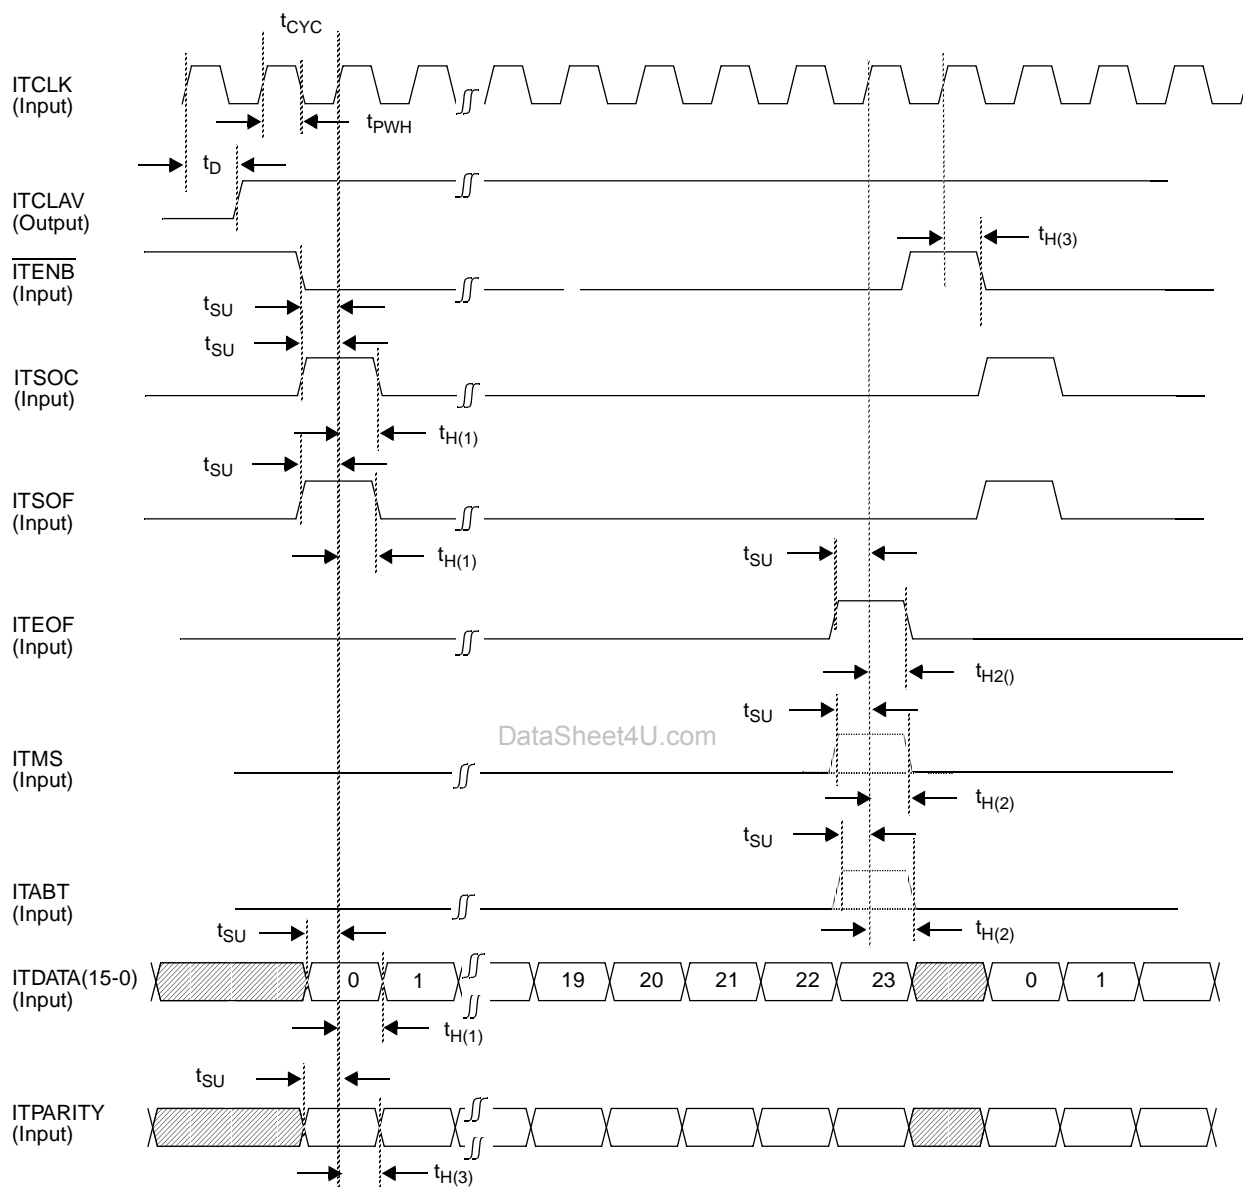 tCYC
ITCLK
(Input)
tPWH
tD
ITCLAV
(Output)
tH(3)
ITENB
(Input)
tSU
tSU
ITSOC
(Input)
tH(1)
tSU
ITSOF
(Input)
tH(1)
tSU
ITEOF
(Input)
tH2()
tSU
DataSheet4U.com
ITMS
(Input)
tH(2)
tSU
ITABT
(Input)
tH(2)
tSU
ITDATA(15-0)
(Input)
0 1 19 20 21 22 23 0 1
tH(1)
tSU
ITPARITY
(Input)
tH(3)